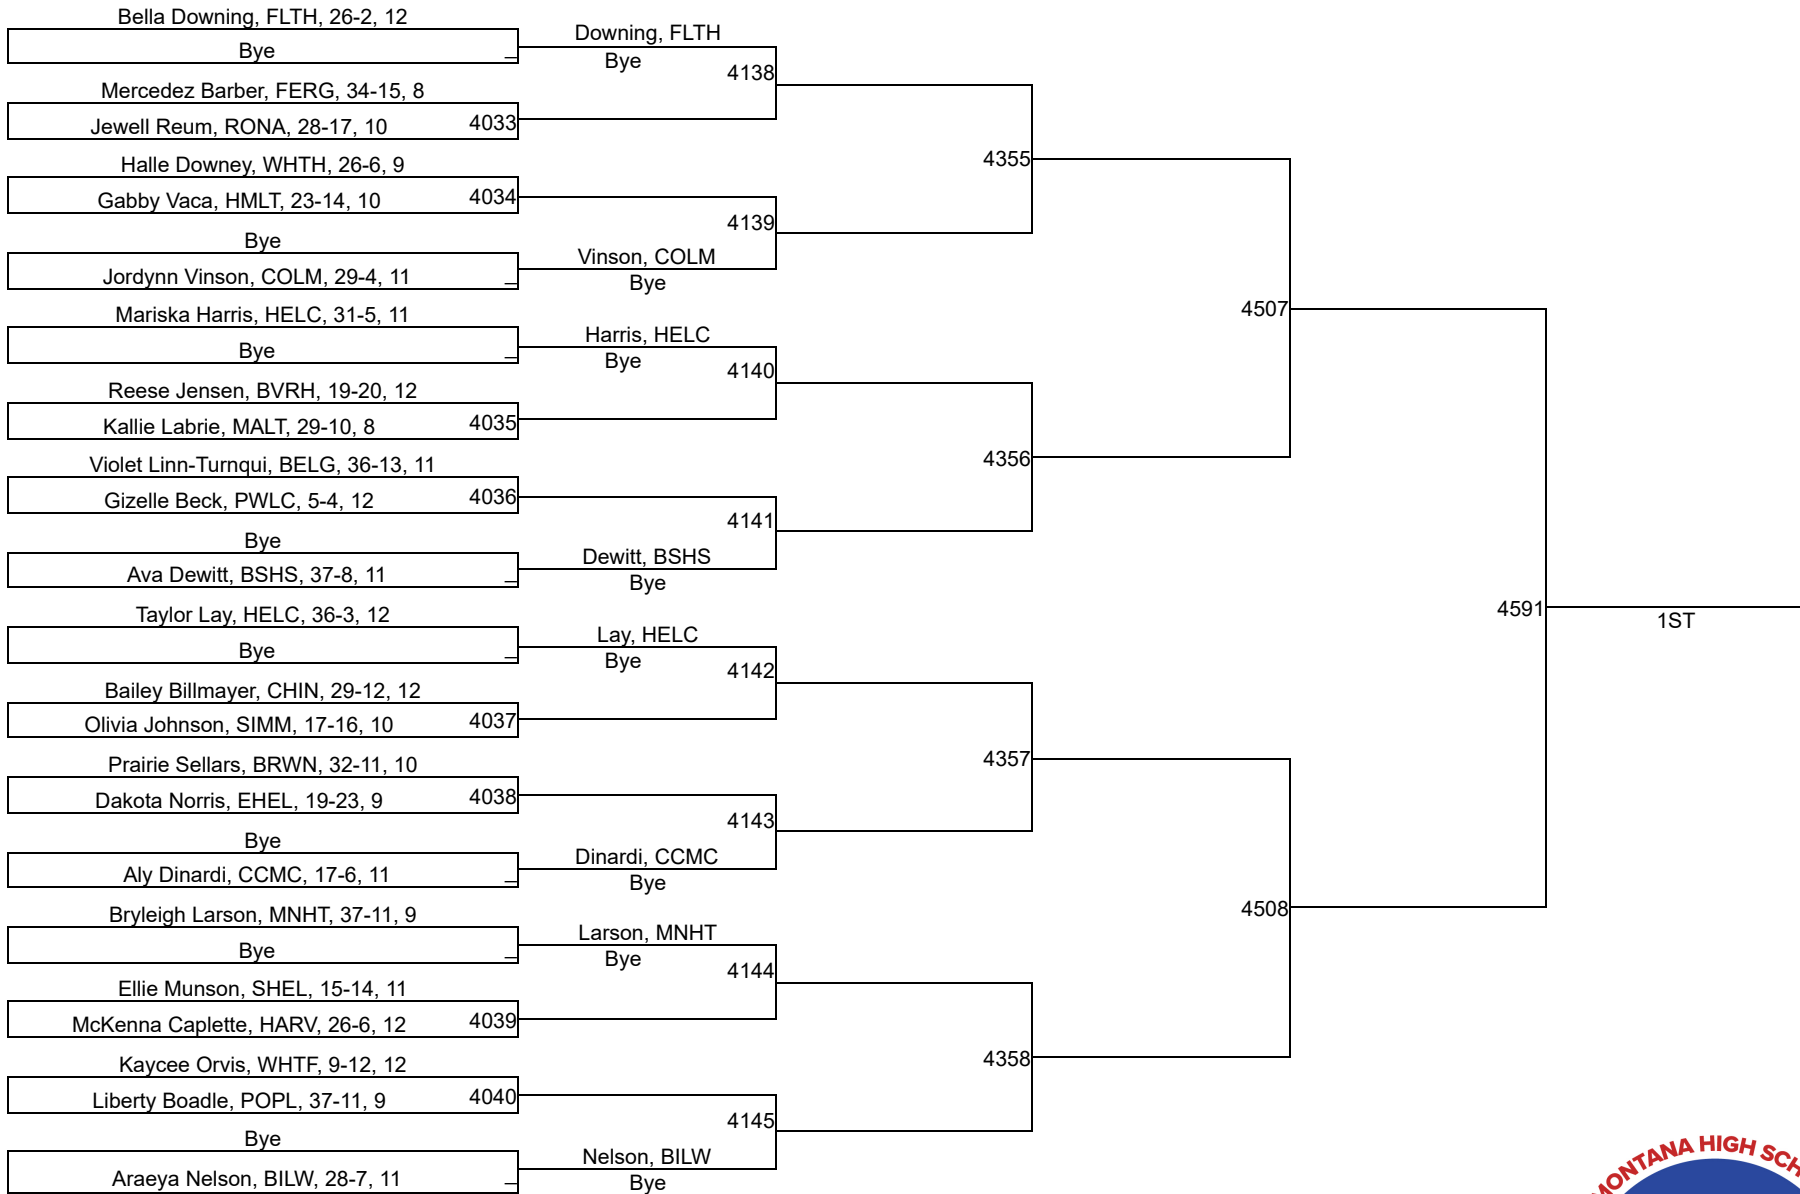 Bella Downing, FLTH, 26-2, 12
Bye
_
Downing, FLTH
Bye
4138
Mercedez Barber, FERG, 34-15, 8
Jewell Reum, RONA, 28-17, 10
4033
4355
Halle Downey, WHTH, 26-6, 9
Gabby Vaca, HMLT, 23-14, 10
4034
4139
Bye
Jordynn Vinson, COLM, 29-4, 11
_
Vinson, COLM
Bye
4507
Mariska Harris, HELC, 31-5, 11
Bye
_
Harris, HELC
Bye
4140
Reese Jensen, BVRH, 19-20, 12
Kallie Labrie, MALT, 29-10, 8
4035
4356
Violet Linn-Turnqui, BELG, 36-13, 11
Gizelle Beck, PWLC, 5-4, 12
4036
4141
Bye
Ava Dewitt, BSHS, 37-8, 11
_
Dewitt, BSHS
Bye
4591
1ST
Taylor Lay, HELC, 36-3, 12
Bye
_
Lay, HELC
Bye
4142
Bailey Billmayer, CHIN, 29-12, 12
Olivia Johnson, SIMM, 17-16, 10
4037
4357
Prairie Sellars, BRWN, 32-11, 10
Dakota Norris, EHEL, 19-23, 9
4038
4143
Bye
Aly Dinardi, CCMC, 17-6, 11
_
Dinardi, CCMC
Bye
4508
Bryleigh Larson, MNHT, 37-11, 9
Bye
_
Larson, MNHT
Bye
4144
Ellie Munson, SHEL, 15-14, 11
McKenna Caplette, HARV, 26-6, 12
4039
4358
Kaycee Orvis, WHTF, 9-12, 12
Liberty Boadle, POPL, 37-11, 9
4040
4145
Bye
Araeya Nelson, BILW, 28-7, 11
_
Nelson, BILW
Bye
MONTANA HIGH SCH